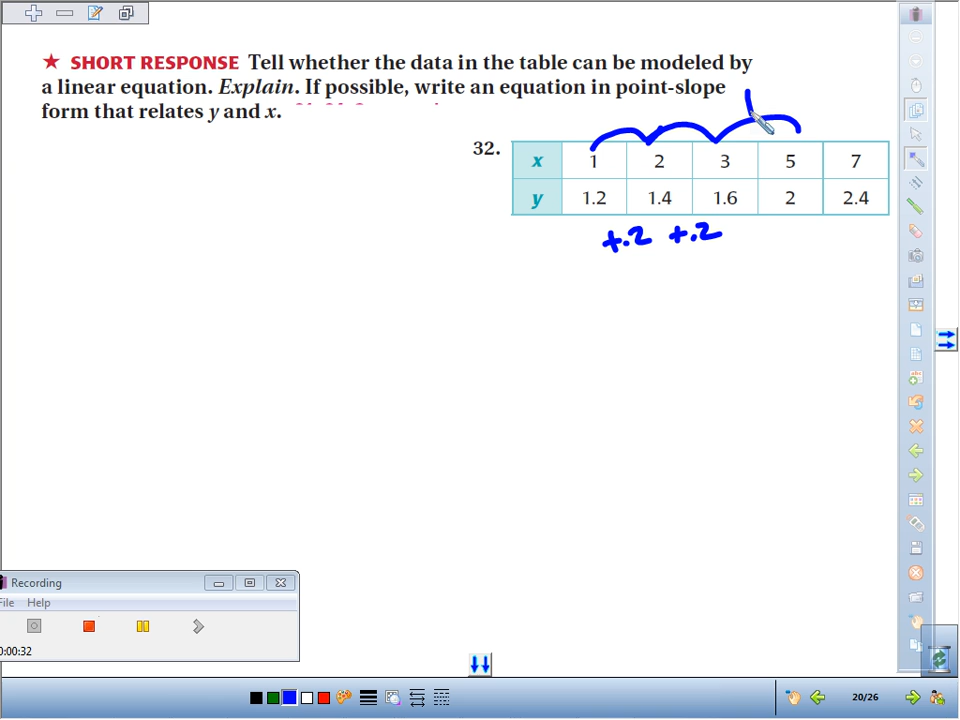 ★ SHORT RESPONSE Tell whether the data in the table can be modeled by
a linear equation. Explain. If possible, write an equation in point-slope
form that relates y and x.
32.
x 1 2 3 5 7
y 1.2 1.4 1.6 2 2.4
+.2 +.2
Recording
File Help
0:00:32
20/26